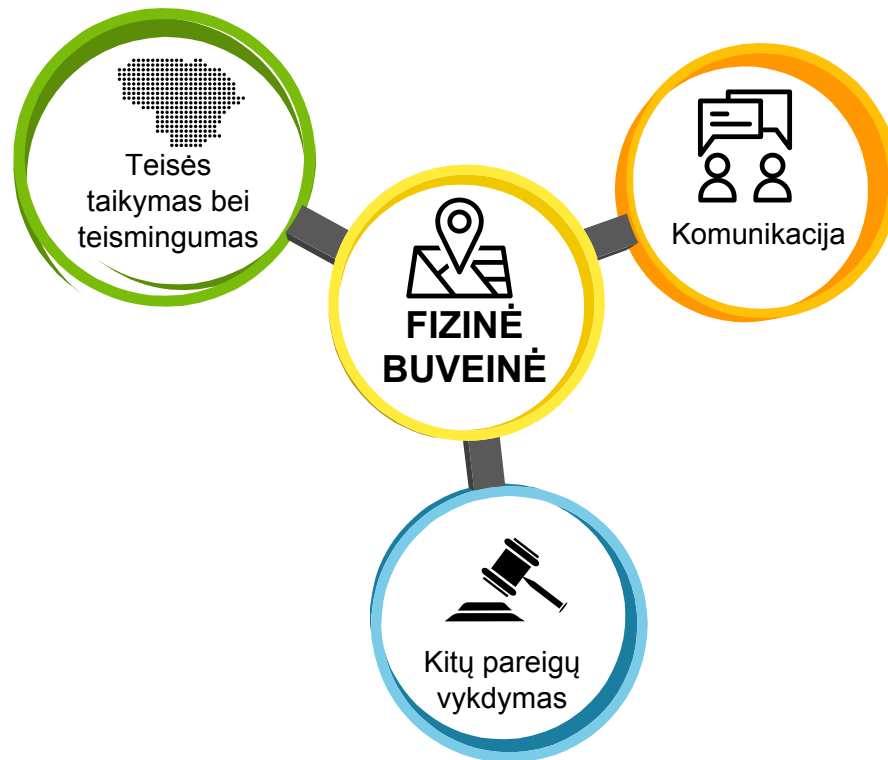 Teisės
taikymas bei
teismingumas
Komunikacija
FIZINĖ
BUVEINĖ
Kitų pareigų
vykdymas